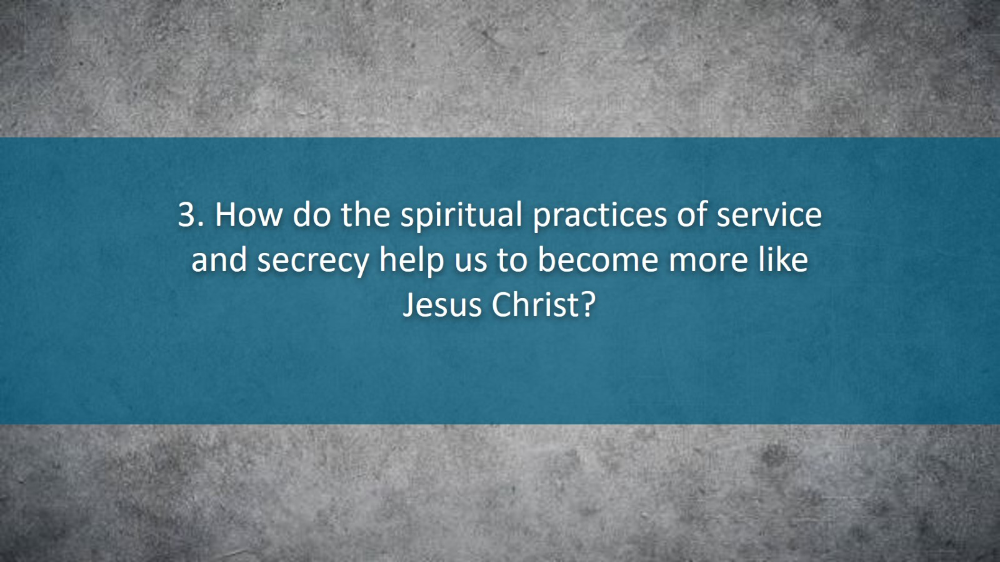 3. How do the spiritual practices of service
and secrecy help us to become more like
Jesus Christ?